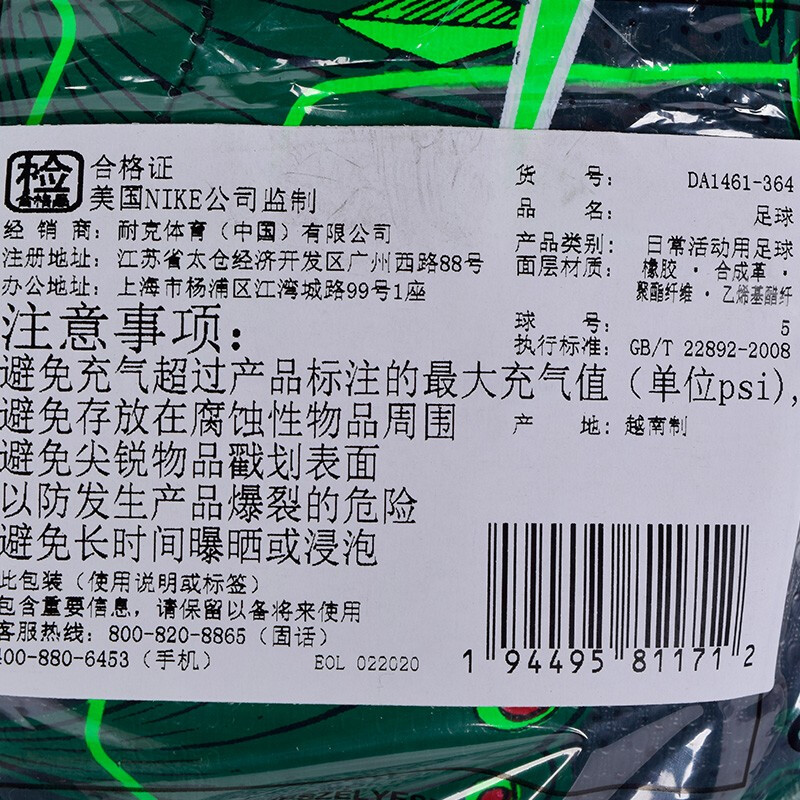 检
合格品
合格证
美国NIKE公司监制
经 销 商：耐克体育（中国）有限公司
注册地址：江苏省太仓经济开发区广州西路88号
办公地址：上海市杨浦区江湾城路99号1座
货 号： DA1461-364
品 名： 足球
产品类别： 日常活动用足球
面层材质： 橡胶·合成革·
聚酯纤维·乙烯基醋纤
球 号： 5
执行标准： GB/T 22892-2008
产 地：越南制
注意事项：
避免充气超过产品标注的最大充气值（单位psi),
避免存放在腐蚀性物品周围
避免尖锐物品戳划表面
以防发生产品爆裂的危险
避免长时间曝晒或浸泡
此包装（使用说明或标签）
包含重要信息，请保留以备将来使用
客服热线：800-820-8865（固话）
400-880-6453（手机）
EOL 022020
1 94495 81171 2